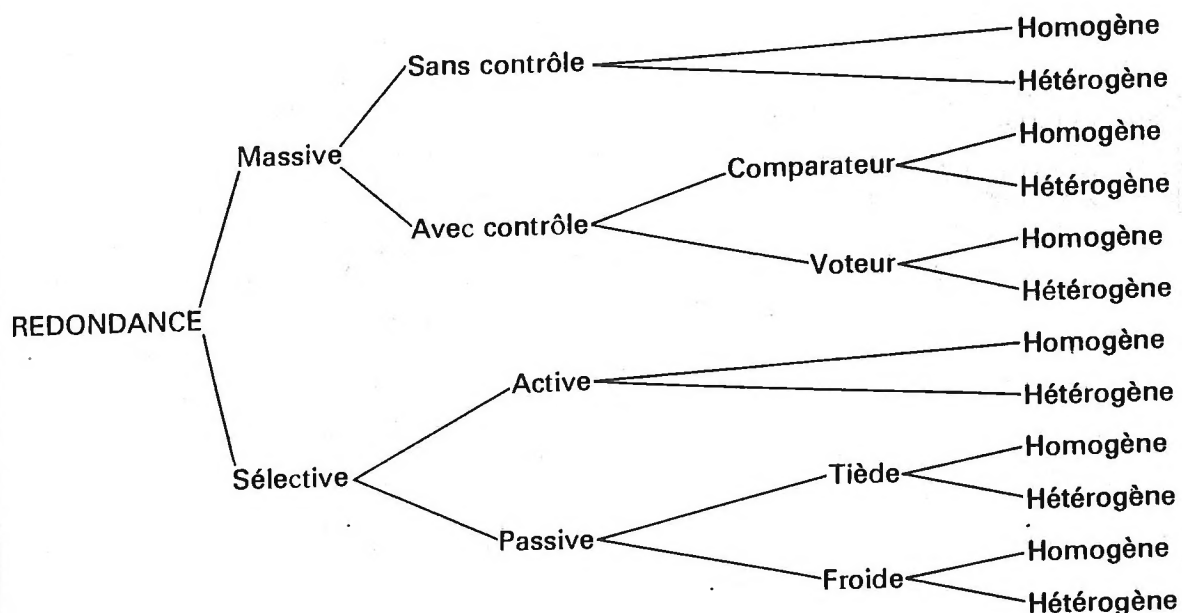 Homogène
Sans contrôle
Hétérogène
Homogène
Massive
Comparateur
Hétérogène
Avec contrôle
Homogène
Voteur
Hétérogène
REDONDANCE
Homogène
Active
Hétérogène
Homogène
Sélective
Tiède
Hétérogène
Passive
Homogène
Froide
Hétérogène